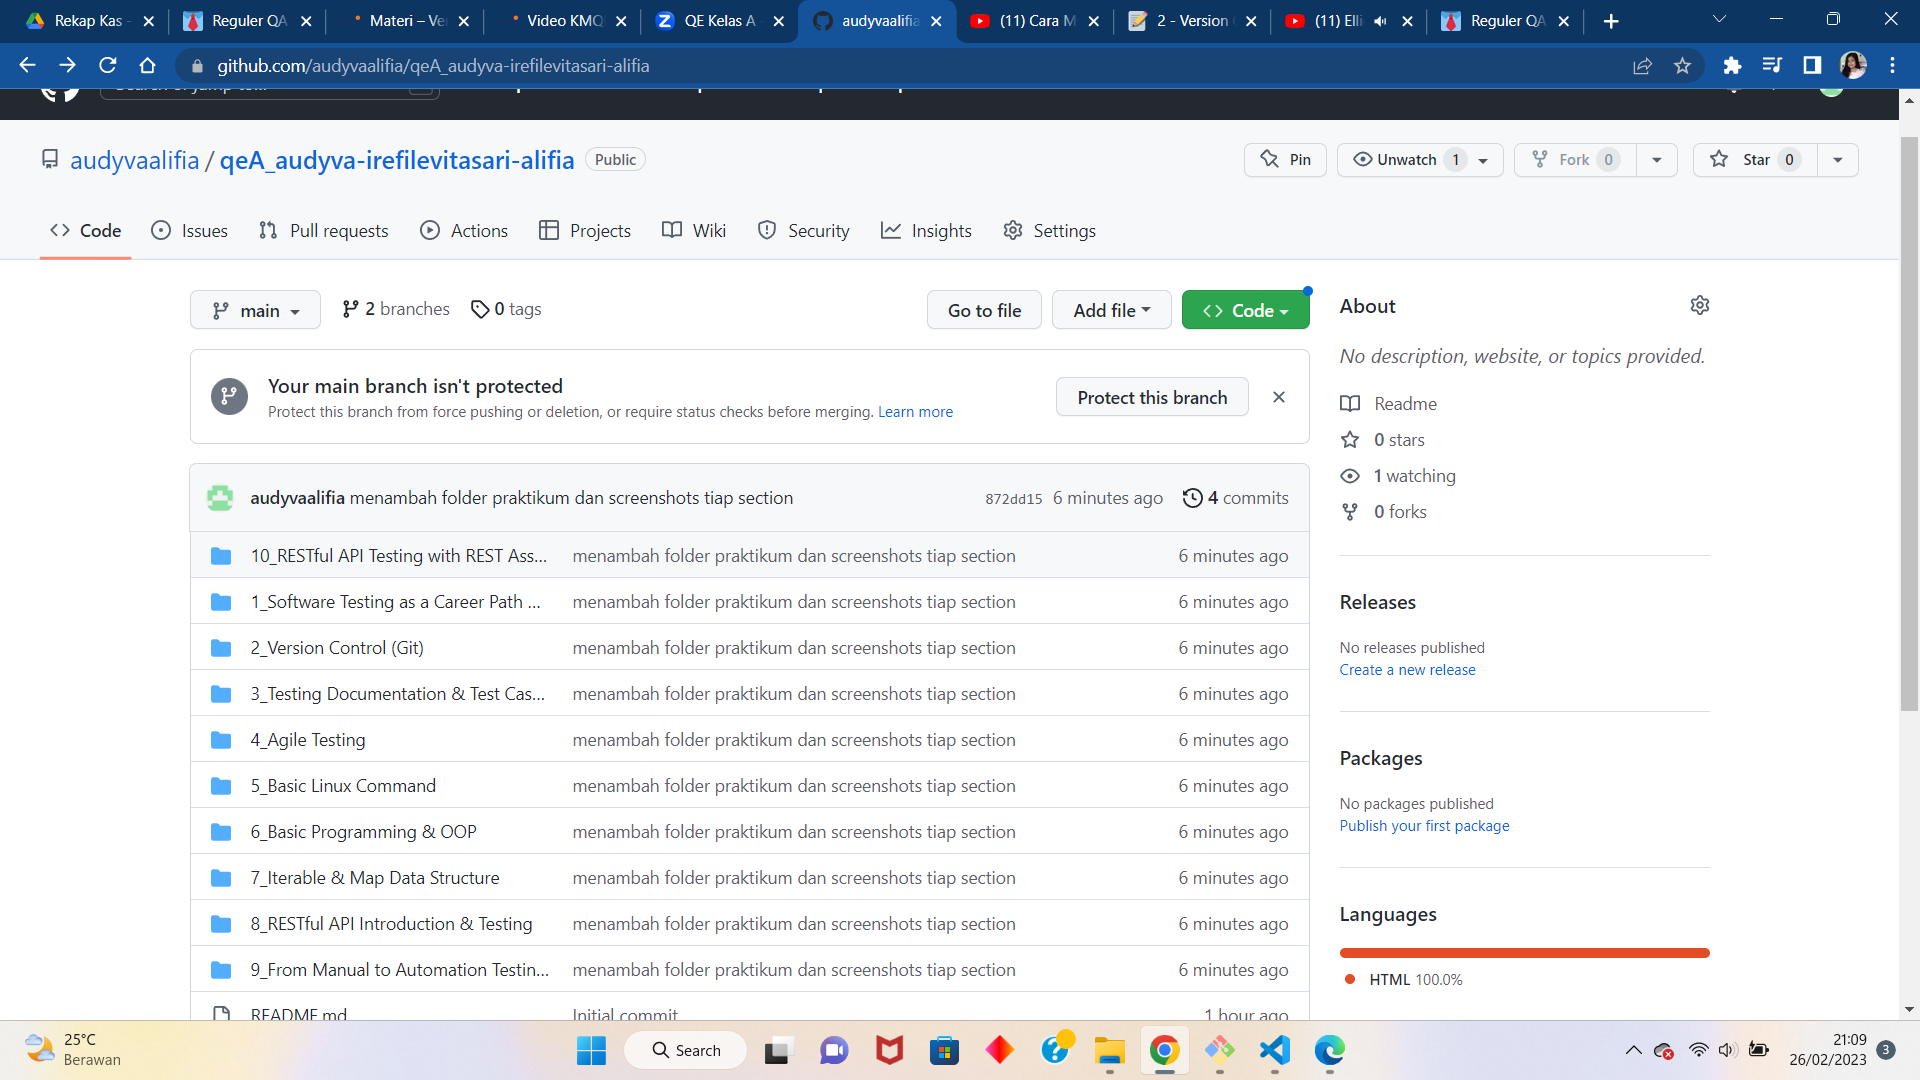 Rekap Kas -
Reguler QA
Materi – Ve
Video KMQ
QE Kelas A
audyvaalifia
(11) Cara M
2 - Version
(11) Elli
Reguler QA
github.com/audyvaalifia/qeA_audyva-irefilevitasari-alifia
audyvaalifia / qeA_audyva-irefilevitasari-alifia Public
Pin
Unwatch 1
Fork 0
Star 0
Code
Issues
Pull requests
Actions
Projects
Wiki
Security
Insights
Settings
main
2 branches
0 tags
Go to file
Add file
Code
Your main branch isn't protected
Protect this branch from force pushing or deletion, or require status checks before merging. Learn more
Protect this branch
audyvaalifia menambah folder praktikum dan screenshots tiap section 872dd15 6 minutes ago 4 commits
10_RESTful API Testing with REST Ass... menambah folder praktikum dan screenshots tiap section 6 minutes ago
1_Software Testing as a Career Path ... menambah folder praktikum dan screenshots tiap section 6 minutes ago
2_Version Control (Git) menambah folder praktikum dan screenshots tiap section 6 minutes ago
3_Testing Documentation & Test Cas... menambah folder praktikum dan screenshots tiap section 6 minutes ago
4_Agile Testing menambah folder praktikum dan screenshots tiap section 6 minutes ago
5_Basic Linux Command menambah folder praktikum dan screenshots tiap section 6 minutes ago
6_Basic Programming & OOP menambah folder praktikum dan screenshots tiap section 6 minutes ago
7_Iterable & Map Data Structure menambah folder praktikum dan screenshots tiap section 6 minutes ago
8_RESTful API Introduction & Testing menambah folder praktikum dan screenshots tiap section 6 minutes ago
9_From Manual to Automation Testin... menambah folder praktikum dan screenshots tiap section 6 minutes ago
README.md Initial commit 1 hour ago
About
No description, website, or topics provided.
Readme
0 stars
1 watching
0 forks
Releases
No releases published
Create a new release
Packages
No packages published
Publish your first package
Languages
HTML 100.0%
25°C
Berawan
Search
21:09
26/02/2023
3